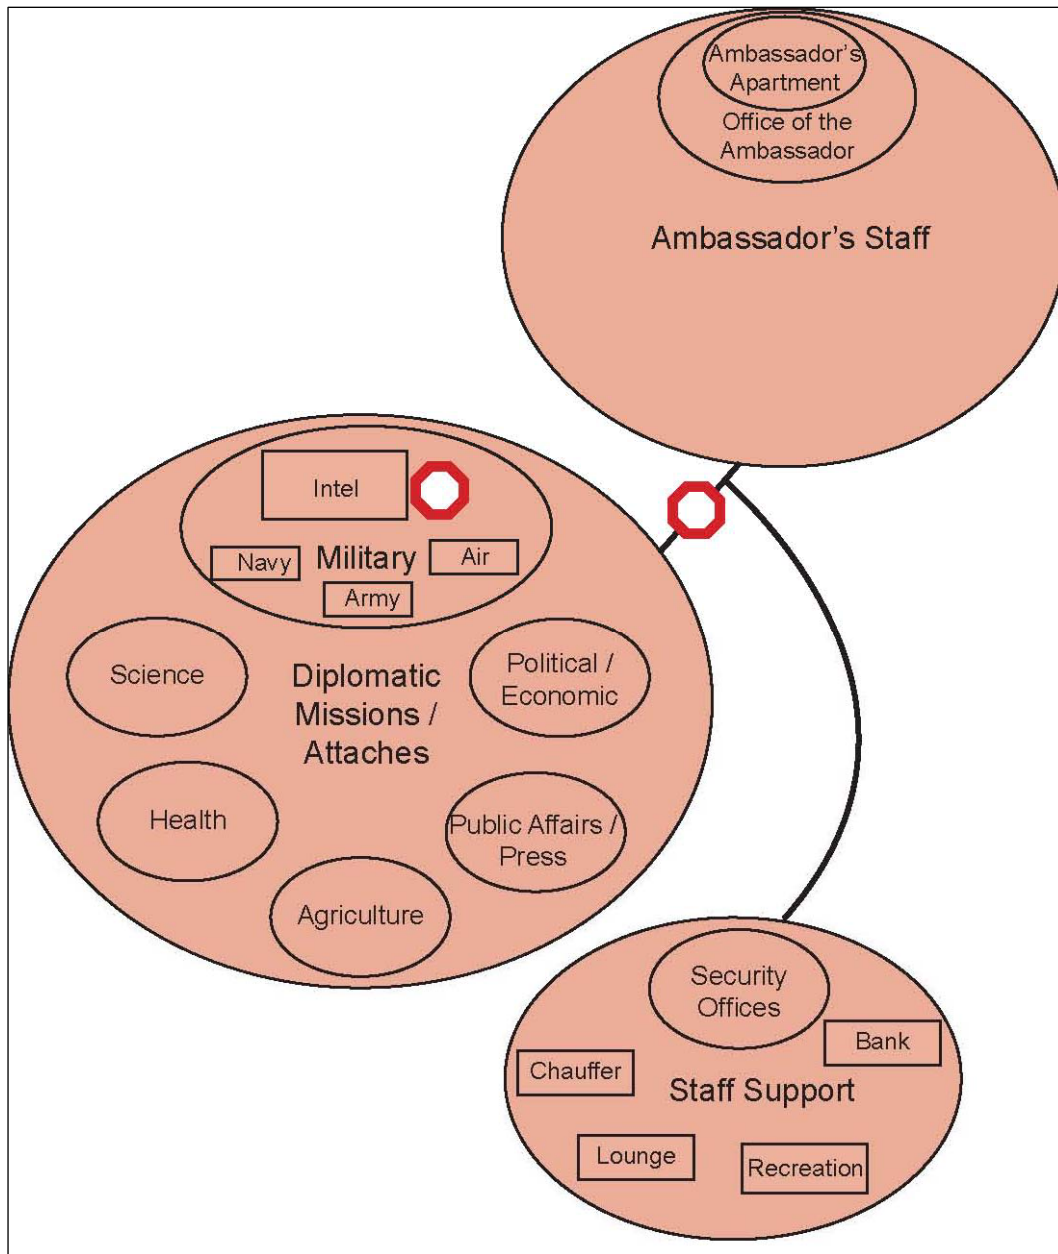 Ambassador's
Apartment
Office of the
Ambassador
Ambassador's Staff
Intel
Navy
Military
Air
Army
Science
Diplomatic
Missions /
Attaches
Political /
Economic
Health
Public Affairs /
Press
Agriculture
Security
Offices
Bank
Chauffer
Staff Support
Lounge
Recreation